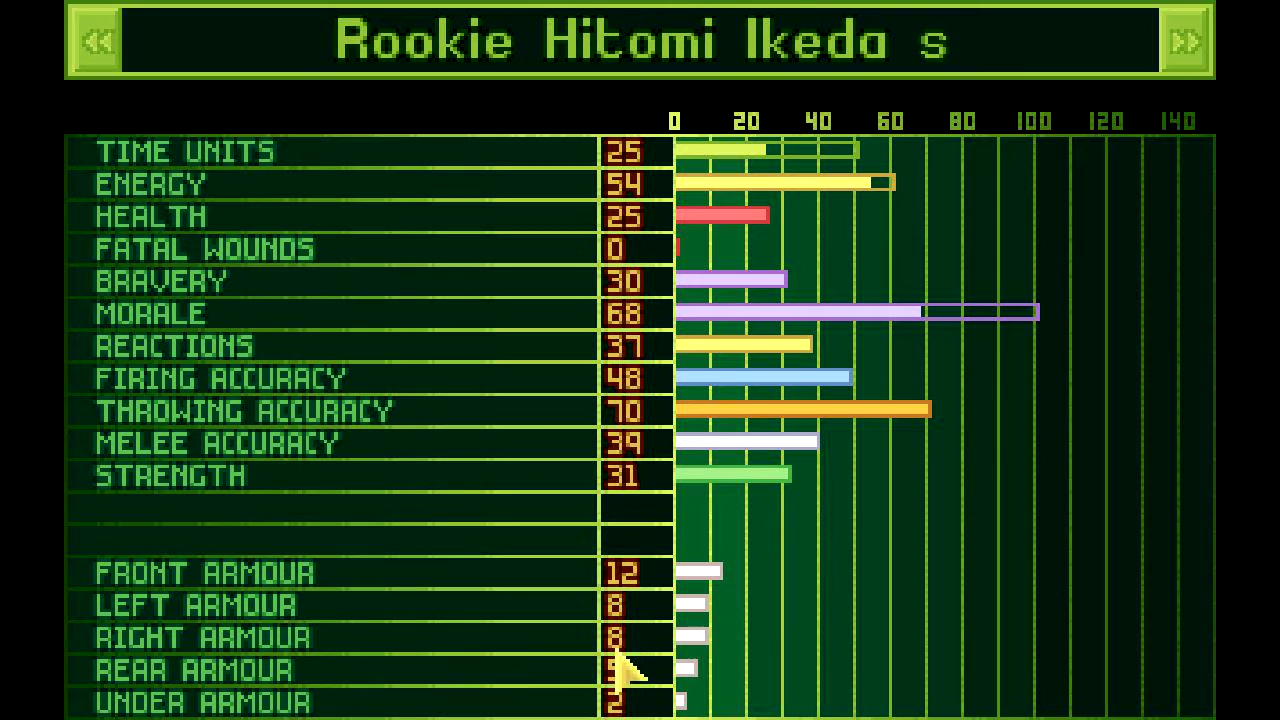 Rookie Hitomi Ikeda s
0 20 40 60 80 100 120 140
TIME UNITS 25
ENERGY 54
HEALTH 25
FATAL WOUNDS 0
BRAVERY 30
MORALE 68
REACTIONS 37
FIRING ACCURACY 48
THROWING ACCURACY 70
MELEE ACCURACY 39
STRENGTH 31
FRONT ARMOUR 12
LEFT ARMOUR 8
RIGHT ARMOUR 8
REAR ARMOUR
UNDER ARMOUR 2